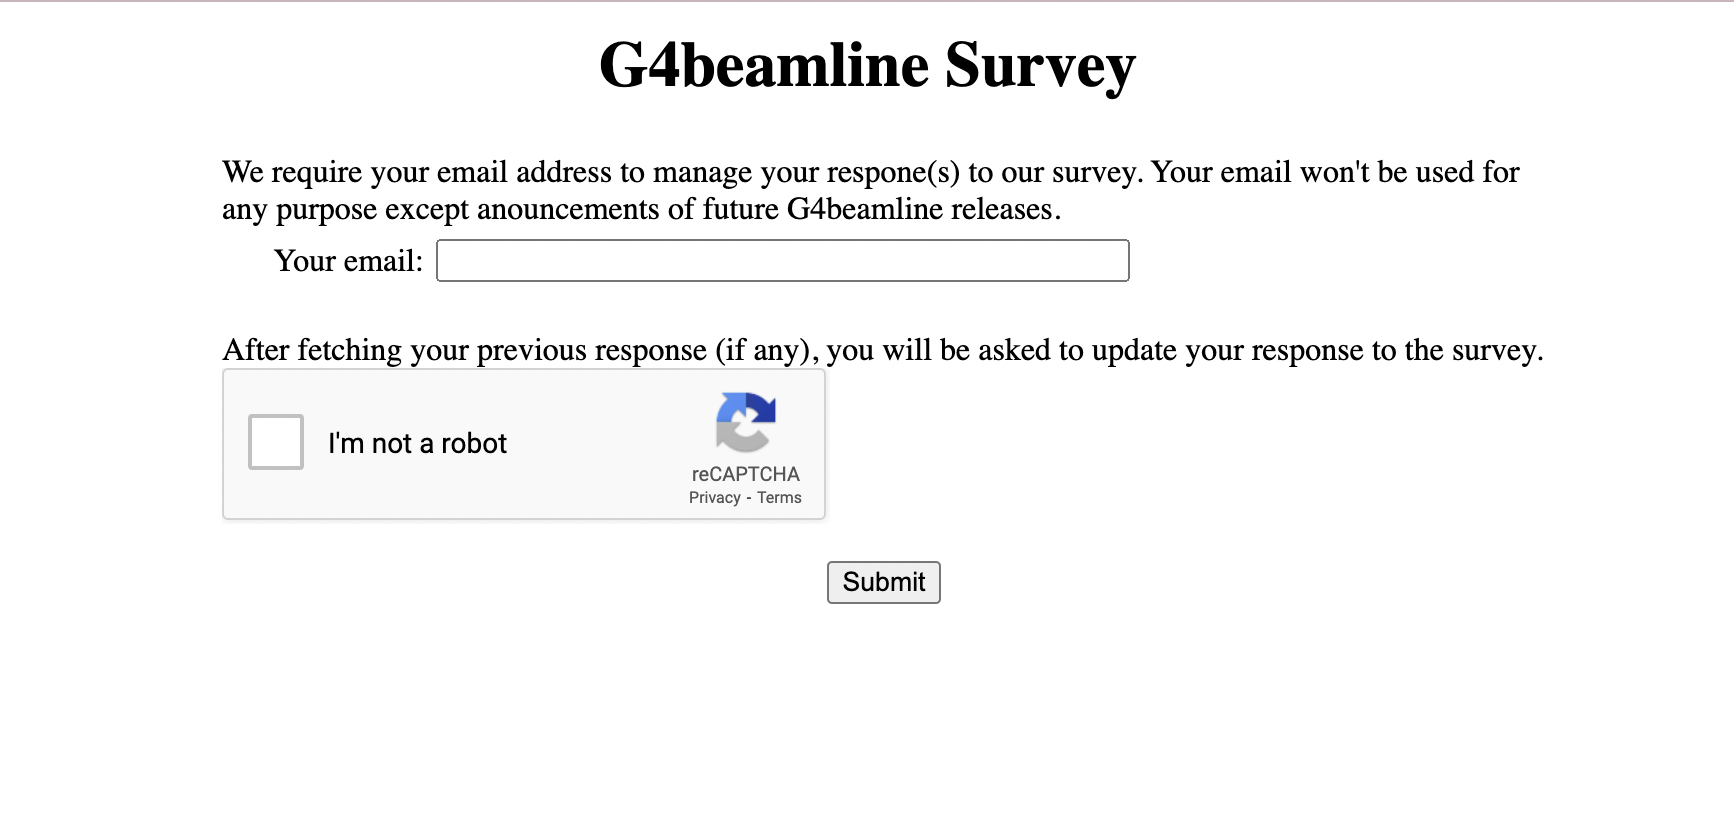 G4beamline Survey
We require your email address to manage your respone(s) to our survey. Your email won't be used for
any purpose except anouncements of future G4beamline releases.
Your email:
After fetching your previous response (if any), you will be asked to update your response to the survey.
I'm not a robot
reCAPTCHA
Privacy - Terms
Submit